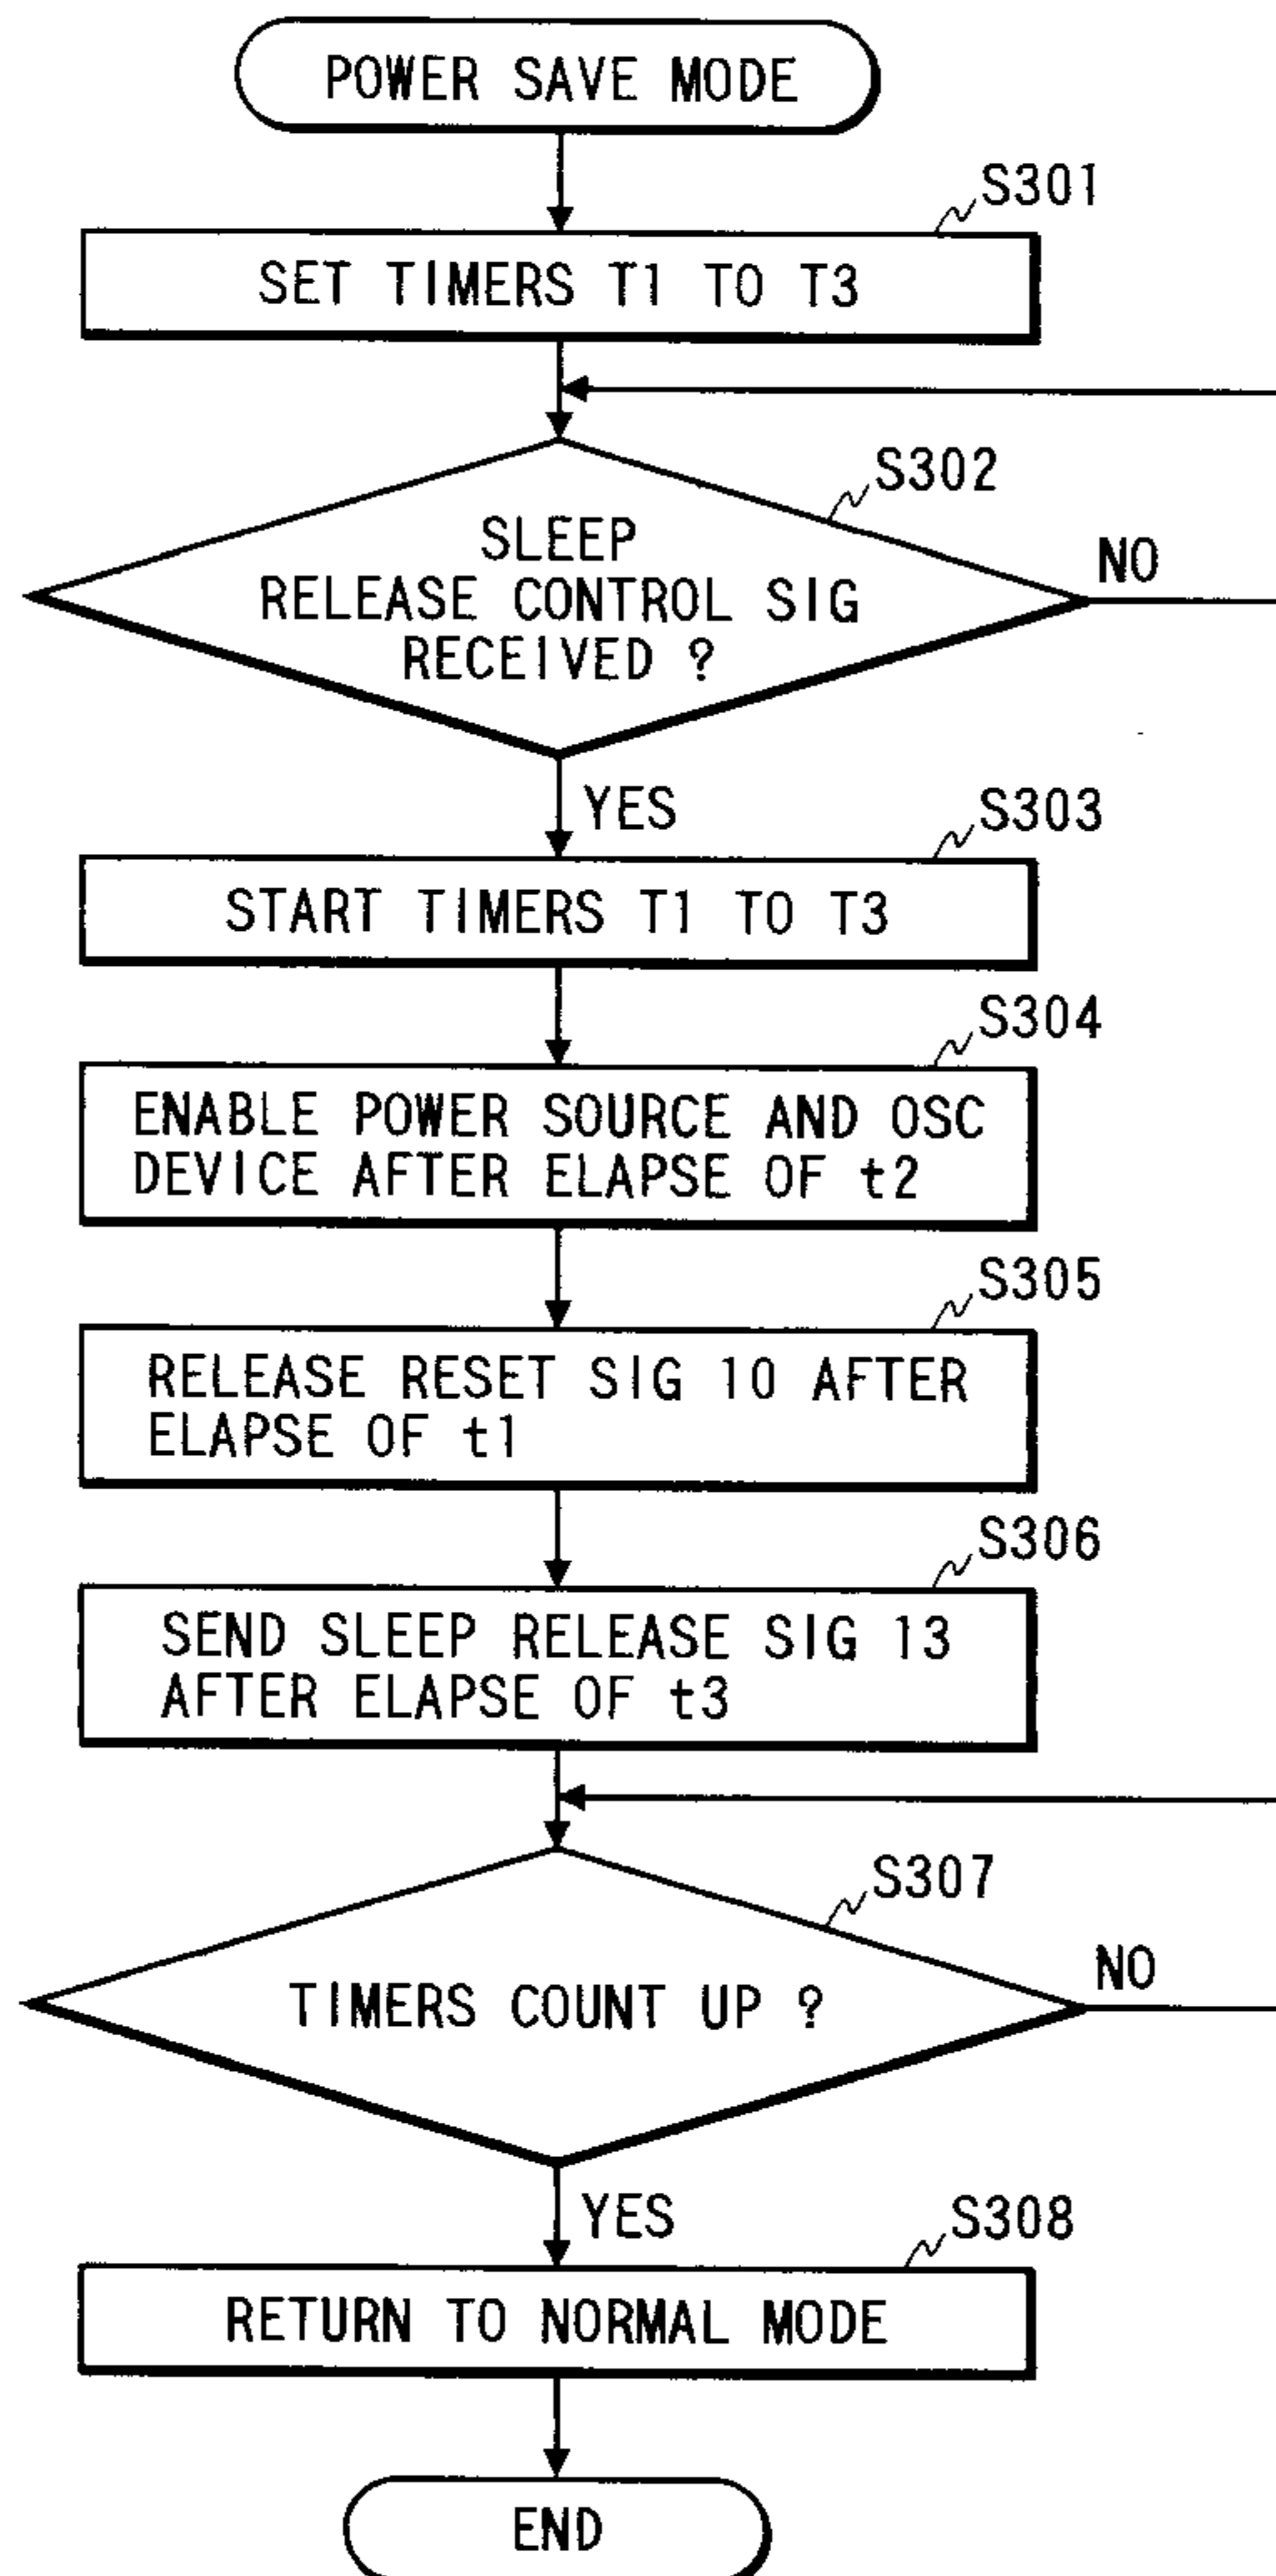 POWER SAVE MODE
S301
SET TIMERS T1 TO T3
S302
SLEEP
RELEASE CONTROL SIG
RECEIVED ?
NO
YES
S303
START TIMERS T1 TO T3
S304
ENABLE POWER SOURCE AND OSC
DEVICE AFTER ELAPSE OF t2
S305
RELEASE RESET SIG 10 AFTER
ELAPSE OF t1
S306
SEND SLEEP RELEASE SIG 13
AFTER ELAPSE OF t3
S307
TIMERS COUNT UP ?
NO
YES
S308
RETURN TO NORMAL MODE
END